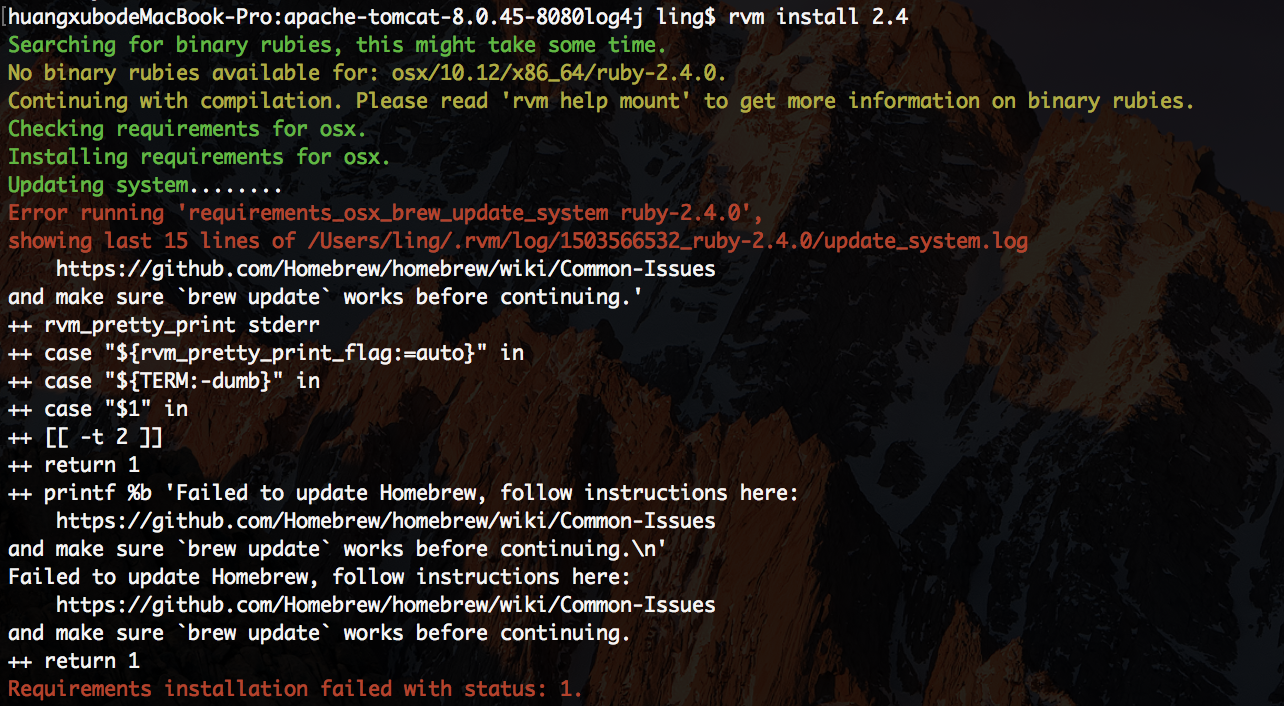 [huangxubodeMacBook-Pro:apache-tomcat-8.0.45-8080log4j ling$ rvm install 2.4
Searching for binary rubies, this might take some time.
No binary rubies available for: osx/10.12/x86_64/ruby-2.4.0.
Continuing with compilation. Please read 'rvm help mount' to get more information on binary rubies.
Checking requirements for osx.
Installing requirements for osx.
Updating system........
Error running 'requirements_osx_brew_update_system ruby-2.4.0',
showing last 15 lines of /Users/ling/.rvm/log/1503566532_ruby-2.4.0/update_system.log
    https://github.com/Homebrew/homebrew/wiki/Common-Issues
and make sure `brew update` works before continuing.'
++ rvm_pretty_print stderr
++ case "${rvm_pretty_print_flag:=auto}" in
++ case "${TERM:-dumb}" in
++ case "$1" in
++ [[ -t 2 ]]
++ return 1
++ printf %b 'Failed to update Homebrew, follow instructions here:
    https://github.com/Homebrew/homebrew/wiki/Common-Issues
and make sure `brew update` works before continuing.\n'
Failed to update Homebrew, follow instructions here:
    https://github.com/Homebrew/homebrew/wiki/Common-Issues
and make sure `brew update` works before continuing.
++ return 1
Requirements installation failed with status: 1.